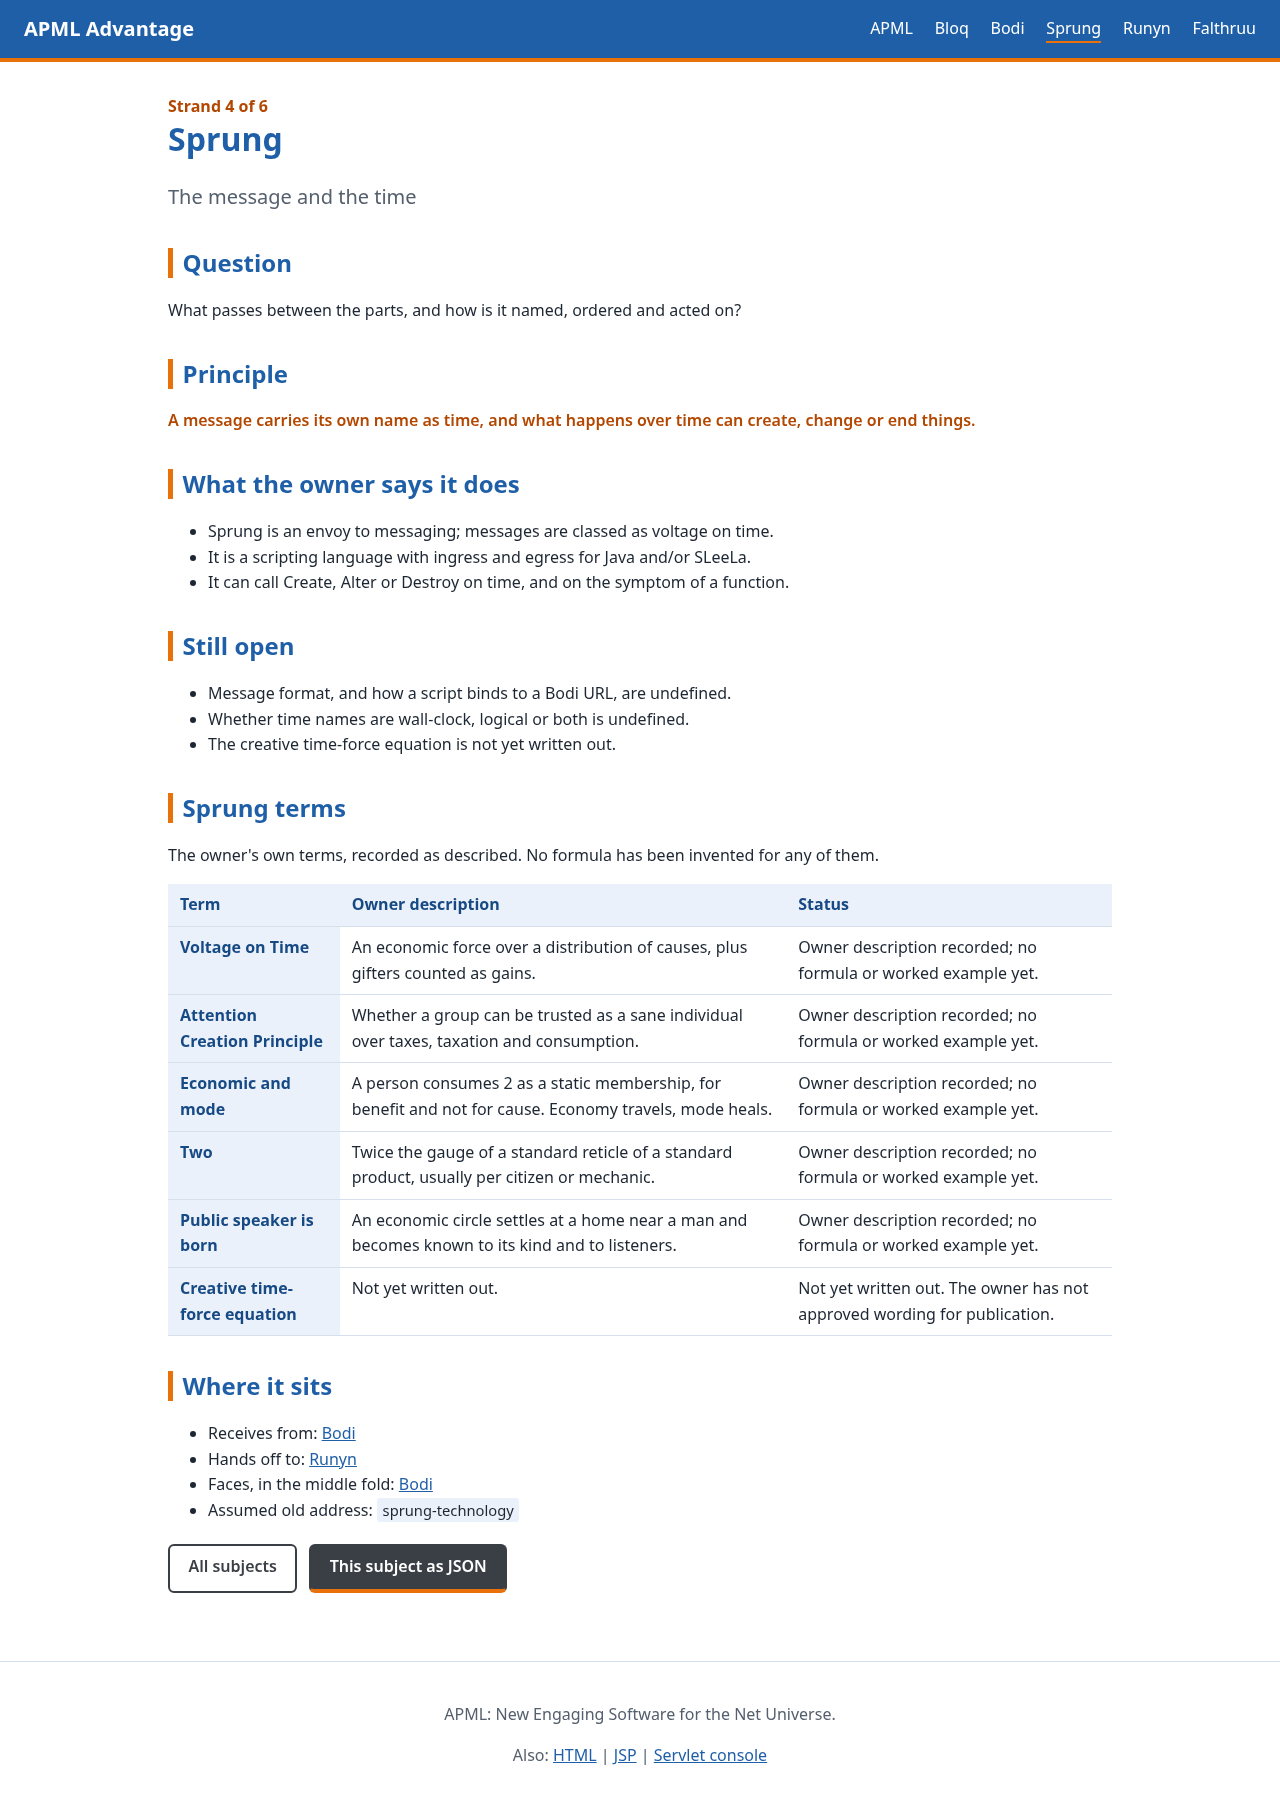 APML Advantage
APML Bloq Bodi Sprung Runyn Falthruu
Strand 4 of 6
Sprung
The message and the time
Question
What passes between the parts, and how is it named, ordered and acted on?
Principle
A message carries its own name as time, and what happens over time can create, change or end things.
What the owner says it does
Sprung is an envoy to messaging; messages are classed as voltage on time.
It is a scripting language with ingress and egress for Java and/or SLeeLa.
It can call Create, Alter or Destroy on time, and on the symptom of a function.
Still open
Message format, and how a script binds to a Bodi URL, are undefined.
Whether time names are wall-clock, logical or both is undefined.
The creative time-force equation is not yet written out.
Sprung terms
The owner's own terms, recorded as described. No formula has been invented for any of them.
Term Owner description Status
Voltage on Time An economic force over a distribution of causes, plus Owner description recorded; no
gifters counted as gains. formula or worked example yet.
Attention Whether a group can be trusted as a sane individual Owner description recorded; no
Creation Principle over taxes, taxation and consumption. formula or worked example yet.
Economic and A person consumes 2 as a static membership, for Owner description recorded; no
mode benefit and not for cause. Economy travels, mode heals. formula or worked example yet.
Two Twice the gauge of a standard reticle of a standard Owner description recorded; no
product, usually per citizen or mechanic. formula or worked example yet.
Public speaker is An economic circle settles at a home near a man and Owner description recorded; no
born becomes known to its kind and to listeners. formula or worked example yet.
Creative time- Not yet written out. Not yet written out. The owner has not
force equation approved wording for publication.
Where it sits
Receives from: Bodi
Hands off to: Runyn
Faces, in the middle fold: Bodi
Assumed old address: sprung-technology
All subjects This subject as JSON
APML: New Engaging Software for the Net Universe.
Also: HTML | JSP | Servlet console